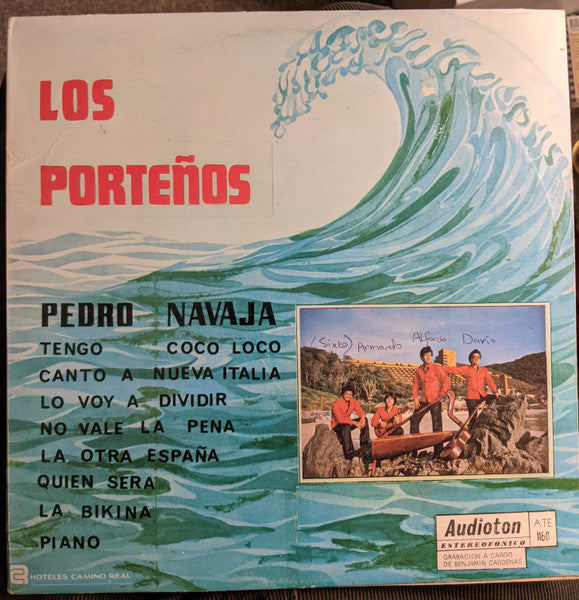 LOS
PORTEÑOS
PEDRO NAVAJA
TENGO COCO LOCO
CANTO A NUEVA ITALIA
LO VOY A DIVIDIR
NO VALE LA PENA
LA OTRA ESPAÑA
QUIEN SERA
LA BIKINA
PIANO
(Sixto) Armando Alfonso Dario
Audioton
ESTEREOFONICO
GRABACION A CARGO
DE BENJAMIN CARDENAS
A.T.E
1160
HOTELES CAMINO REAL